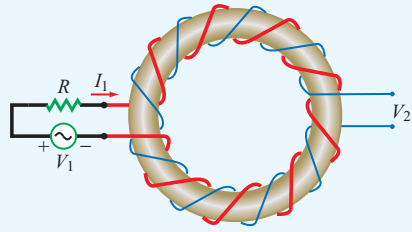 R
I₁
V₂
+ −
V₁